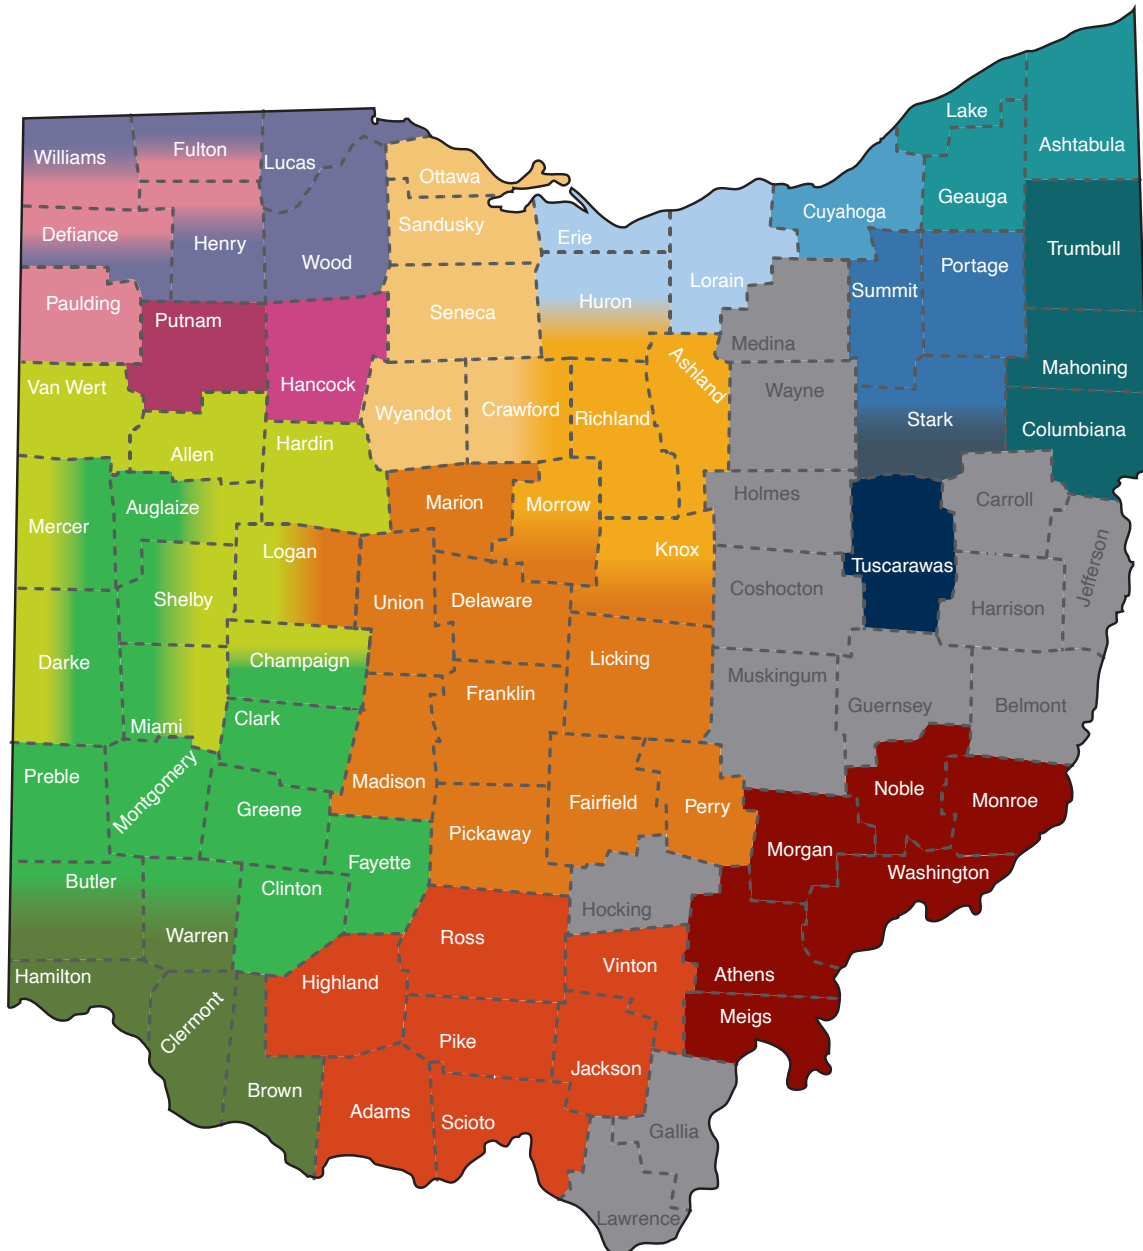 Lake
Ashtabula
Williams
Fulton
Lucas
Ottawa
Geauga
Cuyahoga
Sandusky
Defiance
Henry
Erie
Trumbull
Wood
Portage
Lorain
Summit
Paulding
Huron
Putnam
Seneca
Medina
Mahoning
Van Wert
Hancock
Ashland
Wayne
Wyandot
Crawford
Richland
Stark
Columbiana
Hardin
Allen
Marion
Morrow
Holmes
Carroll
Mercer
Auglaize
Logan
Knox
Tuscarawas
Jefferson
Shelby
Union
Delaware
Coshocton
Harrison
Darke
Champaign
Licking
Muskingum
Franklin
Guernsey
Belmont
Miami
Clark
Preble
Montgomery
Madison
Noble
Monroe
Greene
Fairfield
Perry
Pickaway
Morgan
Fayette
Washington
Butler
Clinton
Hocking
Warren
Ross
Vinton
Hamilton
Highland
Athens
Clermont
Meigs
Pike
Jackson
Brown
Adams
Scioto
Gallia
Lawrence